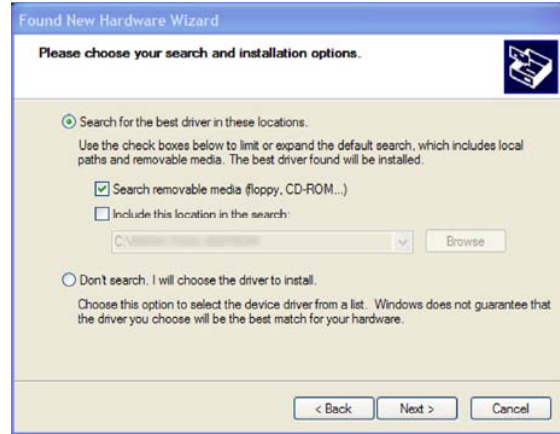 Found New Hardware Wizard
Please choose your search and installation options.
Search for the best driver in these locations.
Use the check boxes below to limit or expand the default search, which includes local
paths and removable media. The best driver found will be installed.
Search removable media (floppy, CD-ROM...)
Include this location in the search:
C:\
Browse
Don't search. I will choose the driver to install.
Choose this option to select the device driver from a list. Windows does not guarantee that
the driver you choose will be the best match for your hardware.
< Back
Next >
Cancel